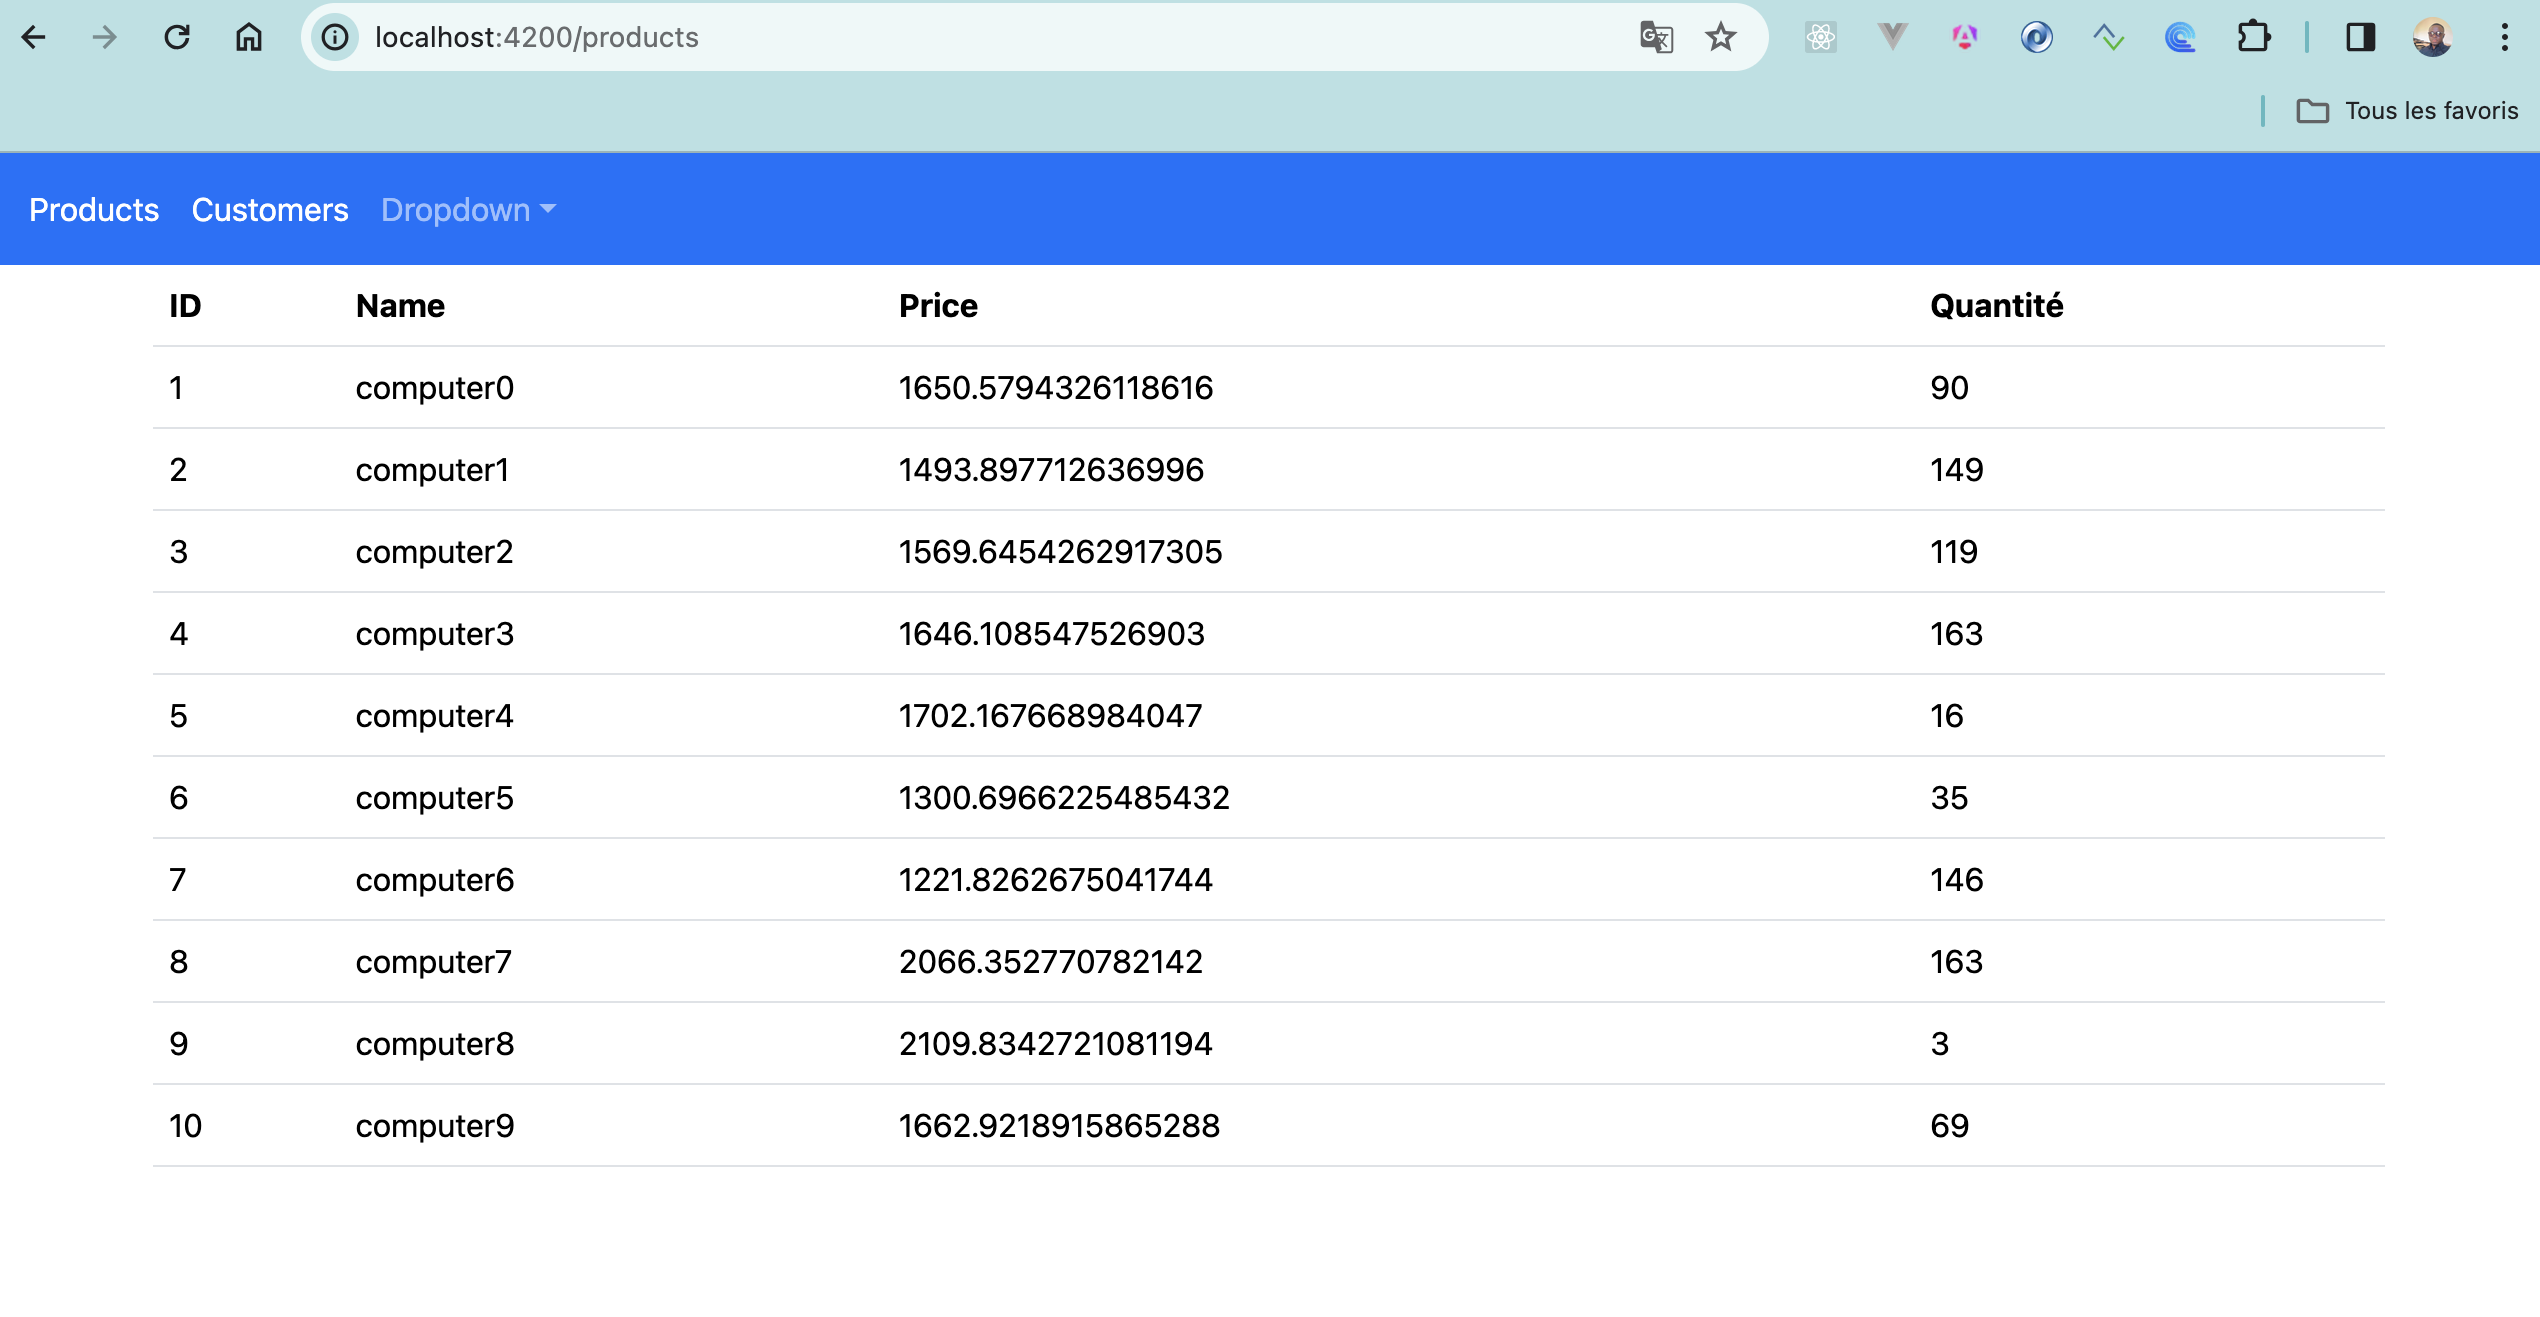 localhost:4200/products
Tous les favoris
Products Customers Dropdown
ID Name Price Quantité
1 computer0 1650.5794326118616 90
2 computer1 1493.897712636996 149
3 computer2 1569.6454262917305 119
4 computer3 1646.108547526903 163
5 computer4 1702.167668984047 16
6 computer5 1300.6966225485432 35
7 computer6 1221.8262675041744 146
8 computer7 2066.352770782142 163
9 computer8 2109.8342721081194 3
10 computer9 1662.9218915865288 69